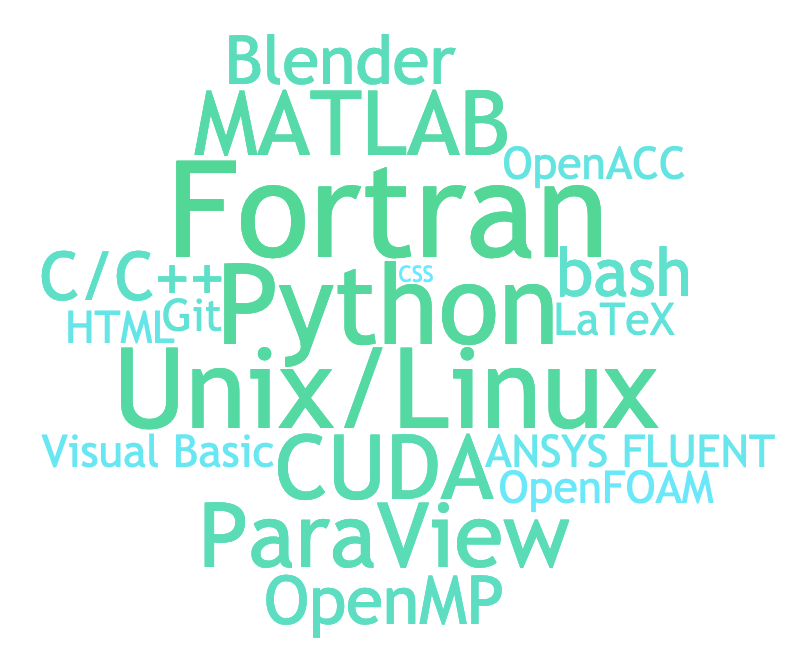 Blender
MATLAB
OpenACC
Fortran
C/C++
css
bash
Python
Git
LaTeX
HTML
Unix/Linux
Visual Basic
CUDA
ANSYS FLUENT
OpenFOAM
ParaView
OpenMP